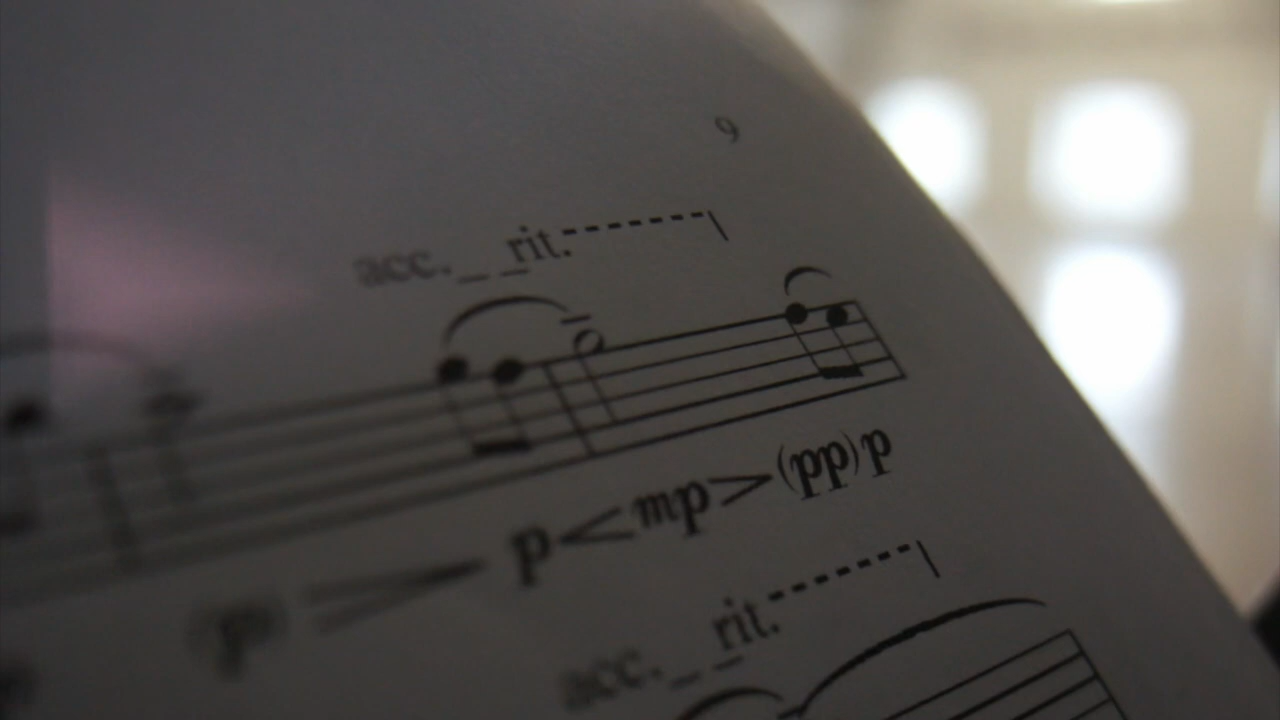 9
acc._ _rit.
p < mp > (pp) p
acc._ _rit.